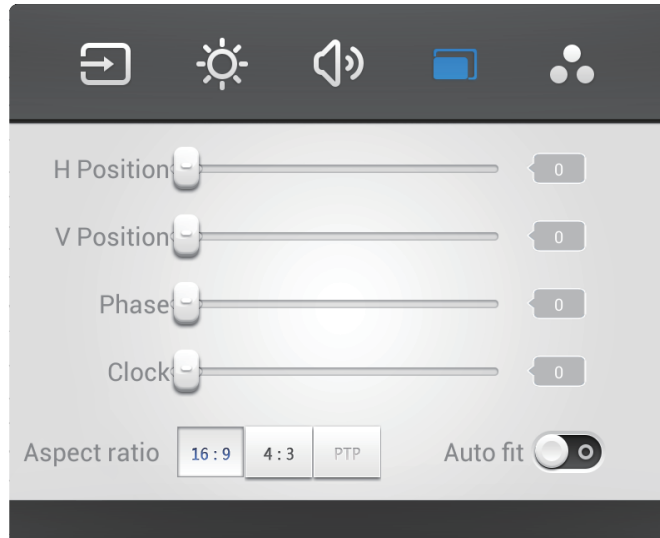 H Position 0
V Position 0
Phase 0
Clock 0
Aspect ratio 16 : 9 4 : 3 PTP Auto fit